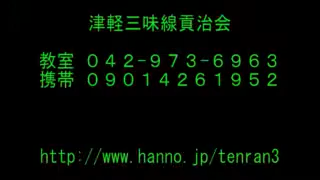 津軽三味線貢治会
教室 ０４２-９７３-６９６３
携帯 ０９０１４２６１９５２
http://www.hanno.jp/tenran3